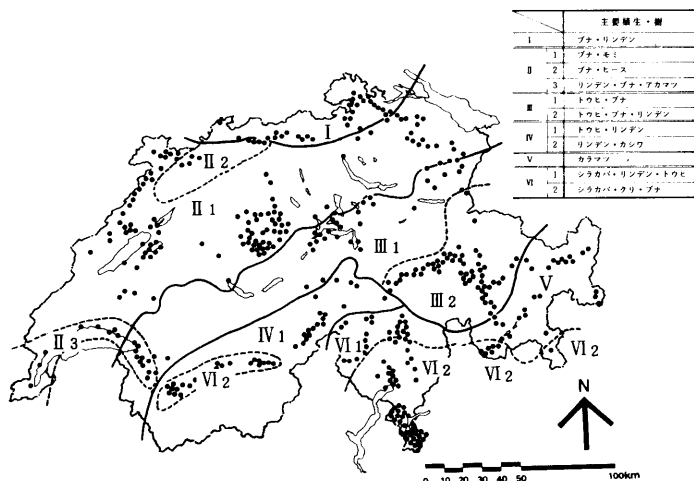 主要植生・樹
I ブナ・リンデン
II 1 ブナ・モミ
2 ブナ・ヒース
3 リンデン・ブナ・アカマツ
III 1 トウヒ・ブナ
2 トウヒ・ブナ・リンデン
IV 1 トウヒ・リンデン
2 リンデン・カシワ
V カラマツ
VI 1 シラカバ・リンデン・トウヒ
2 シラカバ・クリ・ブナ
I
II 2
II 1
III 1
III 2
V
II 3
IV 1
VI 1
VI 2
VI 2
VI 2
VI 2
N
0 10 20 30 40 50 100km